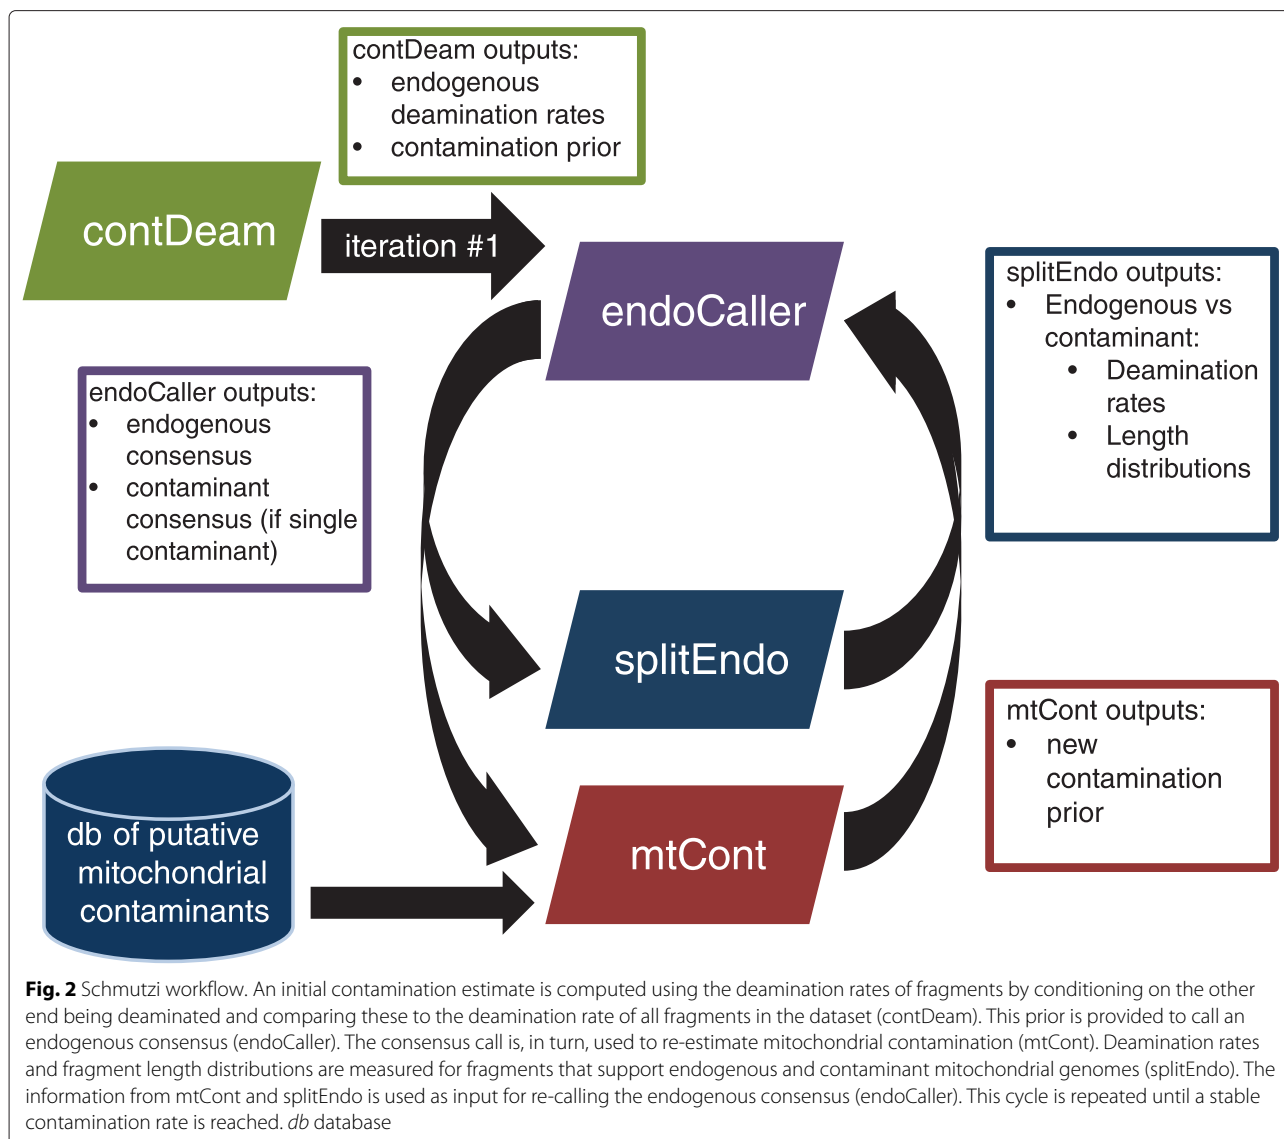 contDeam outputs:
• endogenous
deamination rates
• contamination prior
contDeam
iteration #1
endoCaller
splitEndo outputs:
• Endogenous vs
contaminant:
• Deamination
rates
• Length
distributions
endoCaller outputs:
• endogenous
consensus
• contaminant
consensus (if single
contaminant)
splitEndo
mtCont outputs:
• new
contamination
prior
db of putative
mitochondrial
contaminants
mtCont
Fig. 2 Schmutzi workflow. An initial contamination estimate is computed using the deamination rates of fragments by conditioning on the other
end being deaminated and comparing these to the deamination rate of all fragments in the dataset (contDeam). This prior is provided to call an
endogenous consensus (endoCaller). The consensus call is, in turn, used to re-estimate mitochondrial contamination (mtCont). Deamination rates
and fragment length distributions are measured for fragments that support endogenous and contaminant mitochondrial genomes (splitEndo). The
information from mtCont and splitEndo is used as input for re-calling the endogenous consensus (endoCaller). This cycle is repeated until a stable
contamination rate is reached. db database